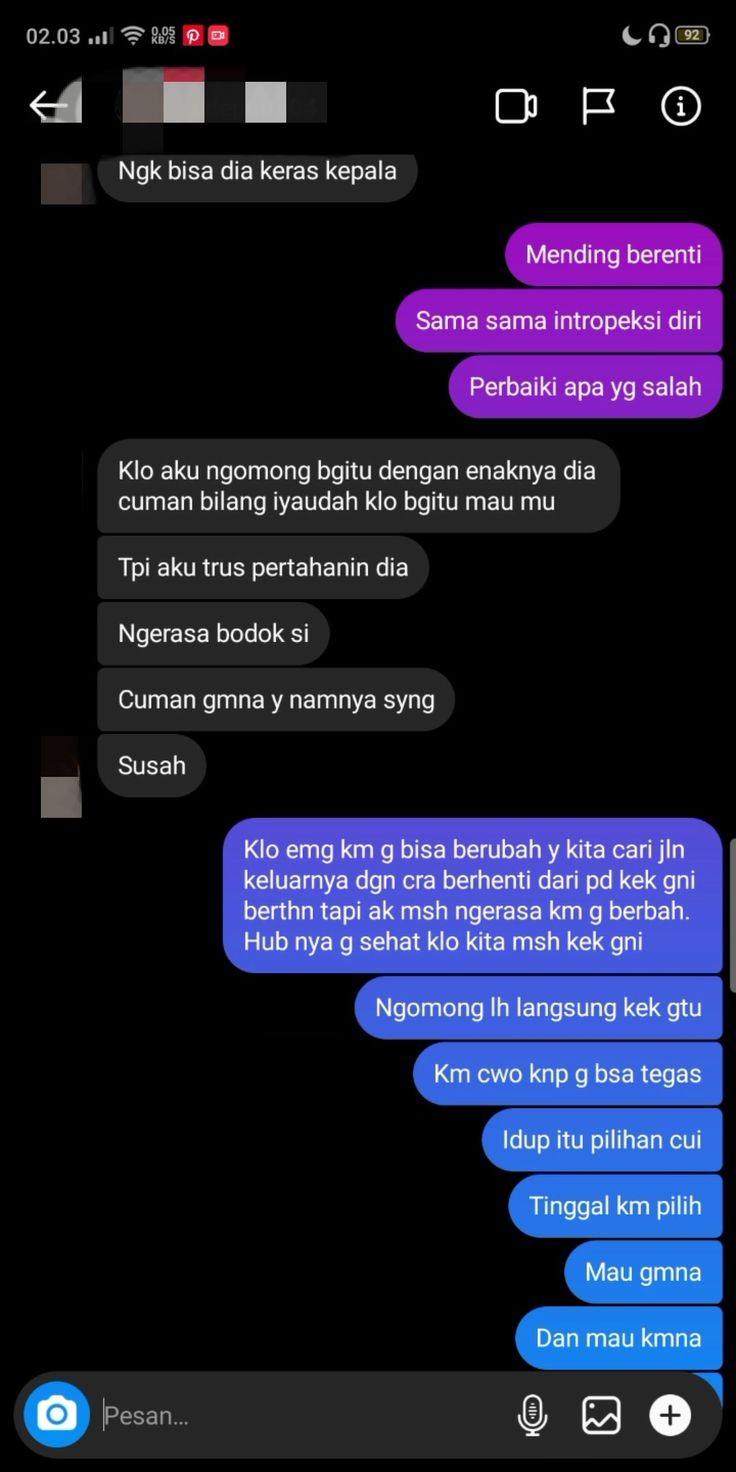 02.03
0,05
KB/S
92
Ngk bisa dia keras kepala
Mending berenti
Sama sama intropeksi diri
Perbaiki apa yg salah
Klo aku ngomong bgitu dengan enaknya dia
cuman bilang iyaudah klo bgitu mau mu
Tpi aku trus pertahanin dia
Ngerasa bodok si
Cuman gmna y namnya syng
Susah
Klo emg km g bisa berubah y kita cari jln
keluarnya dgn cra berhenti dari pd kek gni
berthn tapi ak msh ngerasa km g berbah.
Hub nya g sehat klo kita msh kek gni
Ngomong lh langsung kek gtu
Km cwo knp g bsa tegas
Idup itu pilihan cui
Tinggal km pilih
Mau gmna
Dan mau kmna
Pesan...